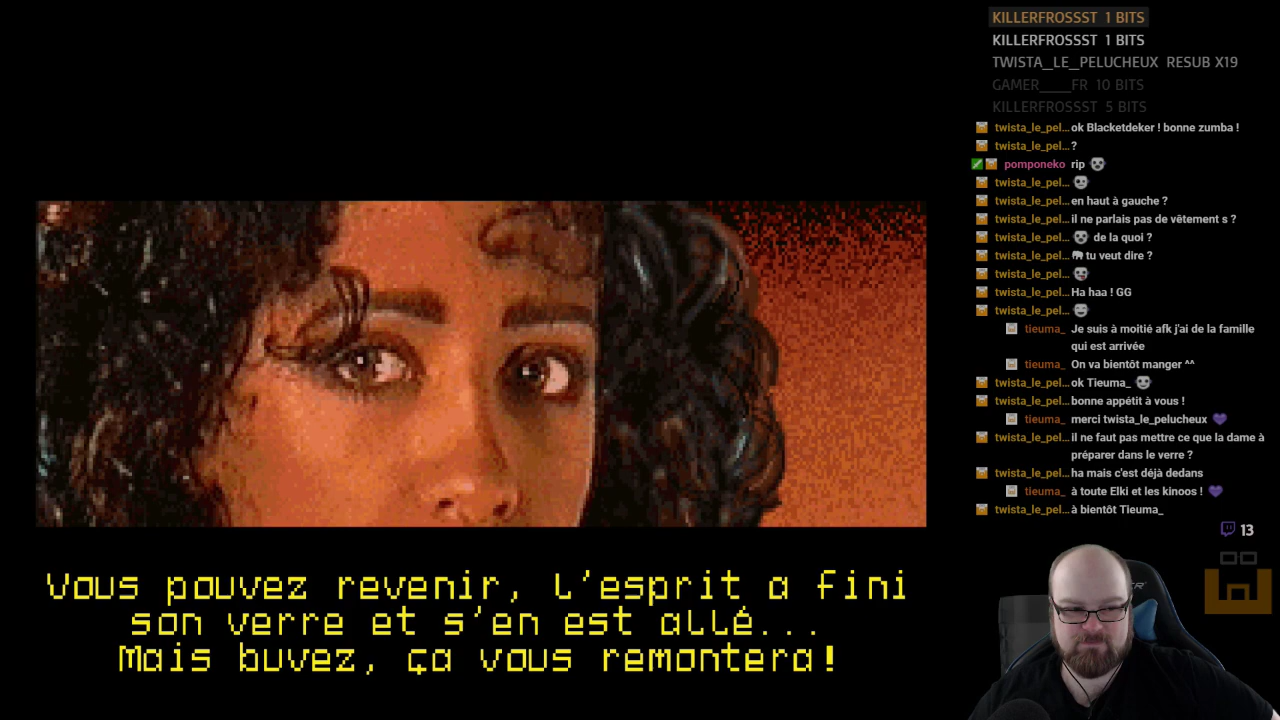 KILLERFROSSST 1 BITS
KILLERFROSSST 1 BITS
TWISTA_LE_PELUCHEUX RESUB X19
GAMER____FR 10 BITS
KILLERFROSSST 5 BITS
twista_le_pel... ok Blacketdeker ! bonne zumba !
twista_le_pel... ?
pomponeko rip
twista_le_pel...
twista_le_pel... en haut à gauche ?
twista_le_pel... il ne parlais pas de vêtement s ?
twista_le_pel... de la quoi ?
twista_le_pel... tu veut dire ?
twista_le_pel...
twista_le_pel... Ha haa ! GG
twista_le_pel...
tieuma_ Je suis à moitié afk j'ai de la famille
qui est arrivée
tieuma_ On va bientôt manger ^^
twista_le_pel... ok Tieuma_
twista_le_pel... bonne appétit à vous !
tieuma_ merci twista_le_pelucheux
twista_le_pel... il ne faut pas mettre ce que la dame à
préparer dans le verre ?
twista_le_pel... ha mais c'est déjà dedans
tieuma_ à toute Elki et les kinoos !
twista_le_pel... à bientôt Tieuma_
13
Vous pouvez revenir, l'esprit a fini
son verre et s'en est allé...
Mais buvez, ça vous remontera!